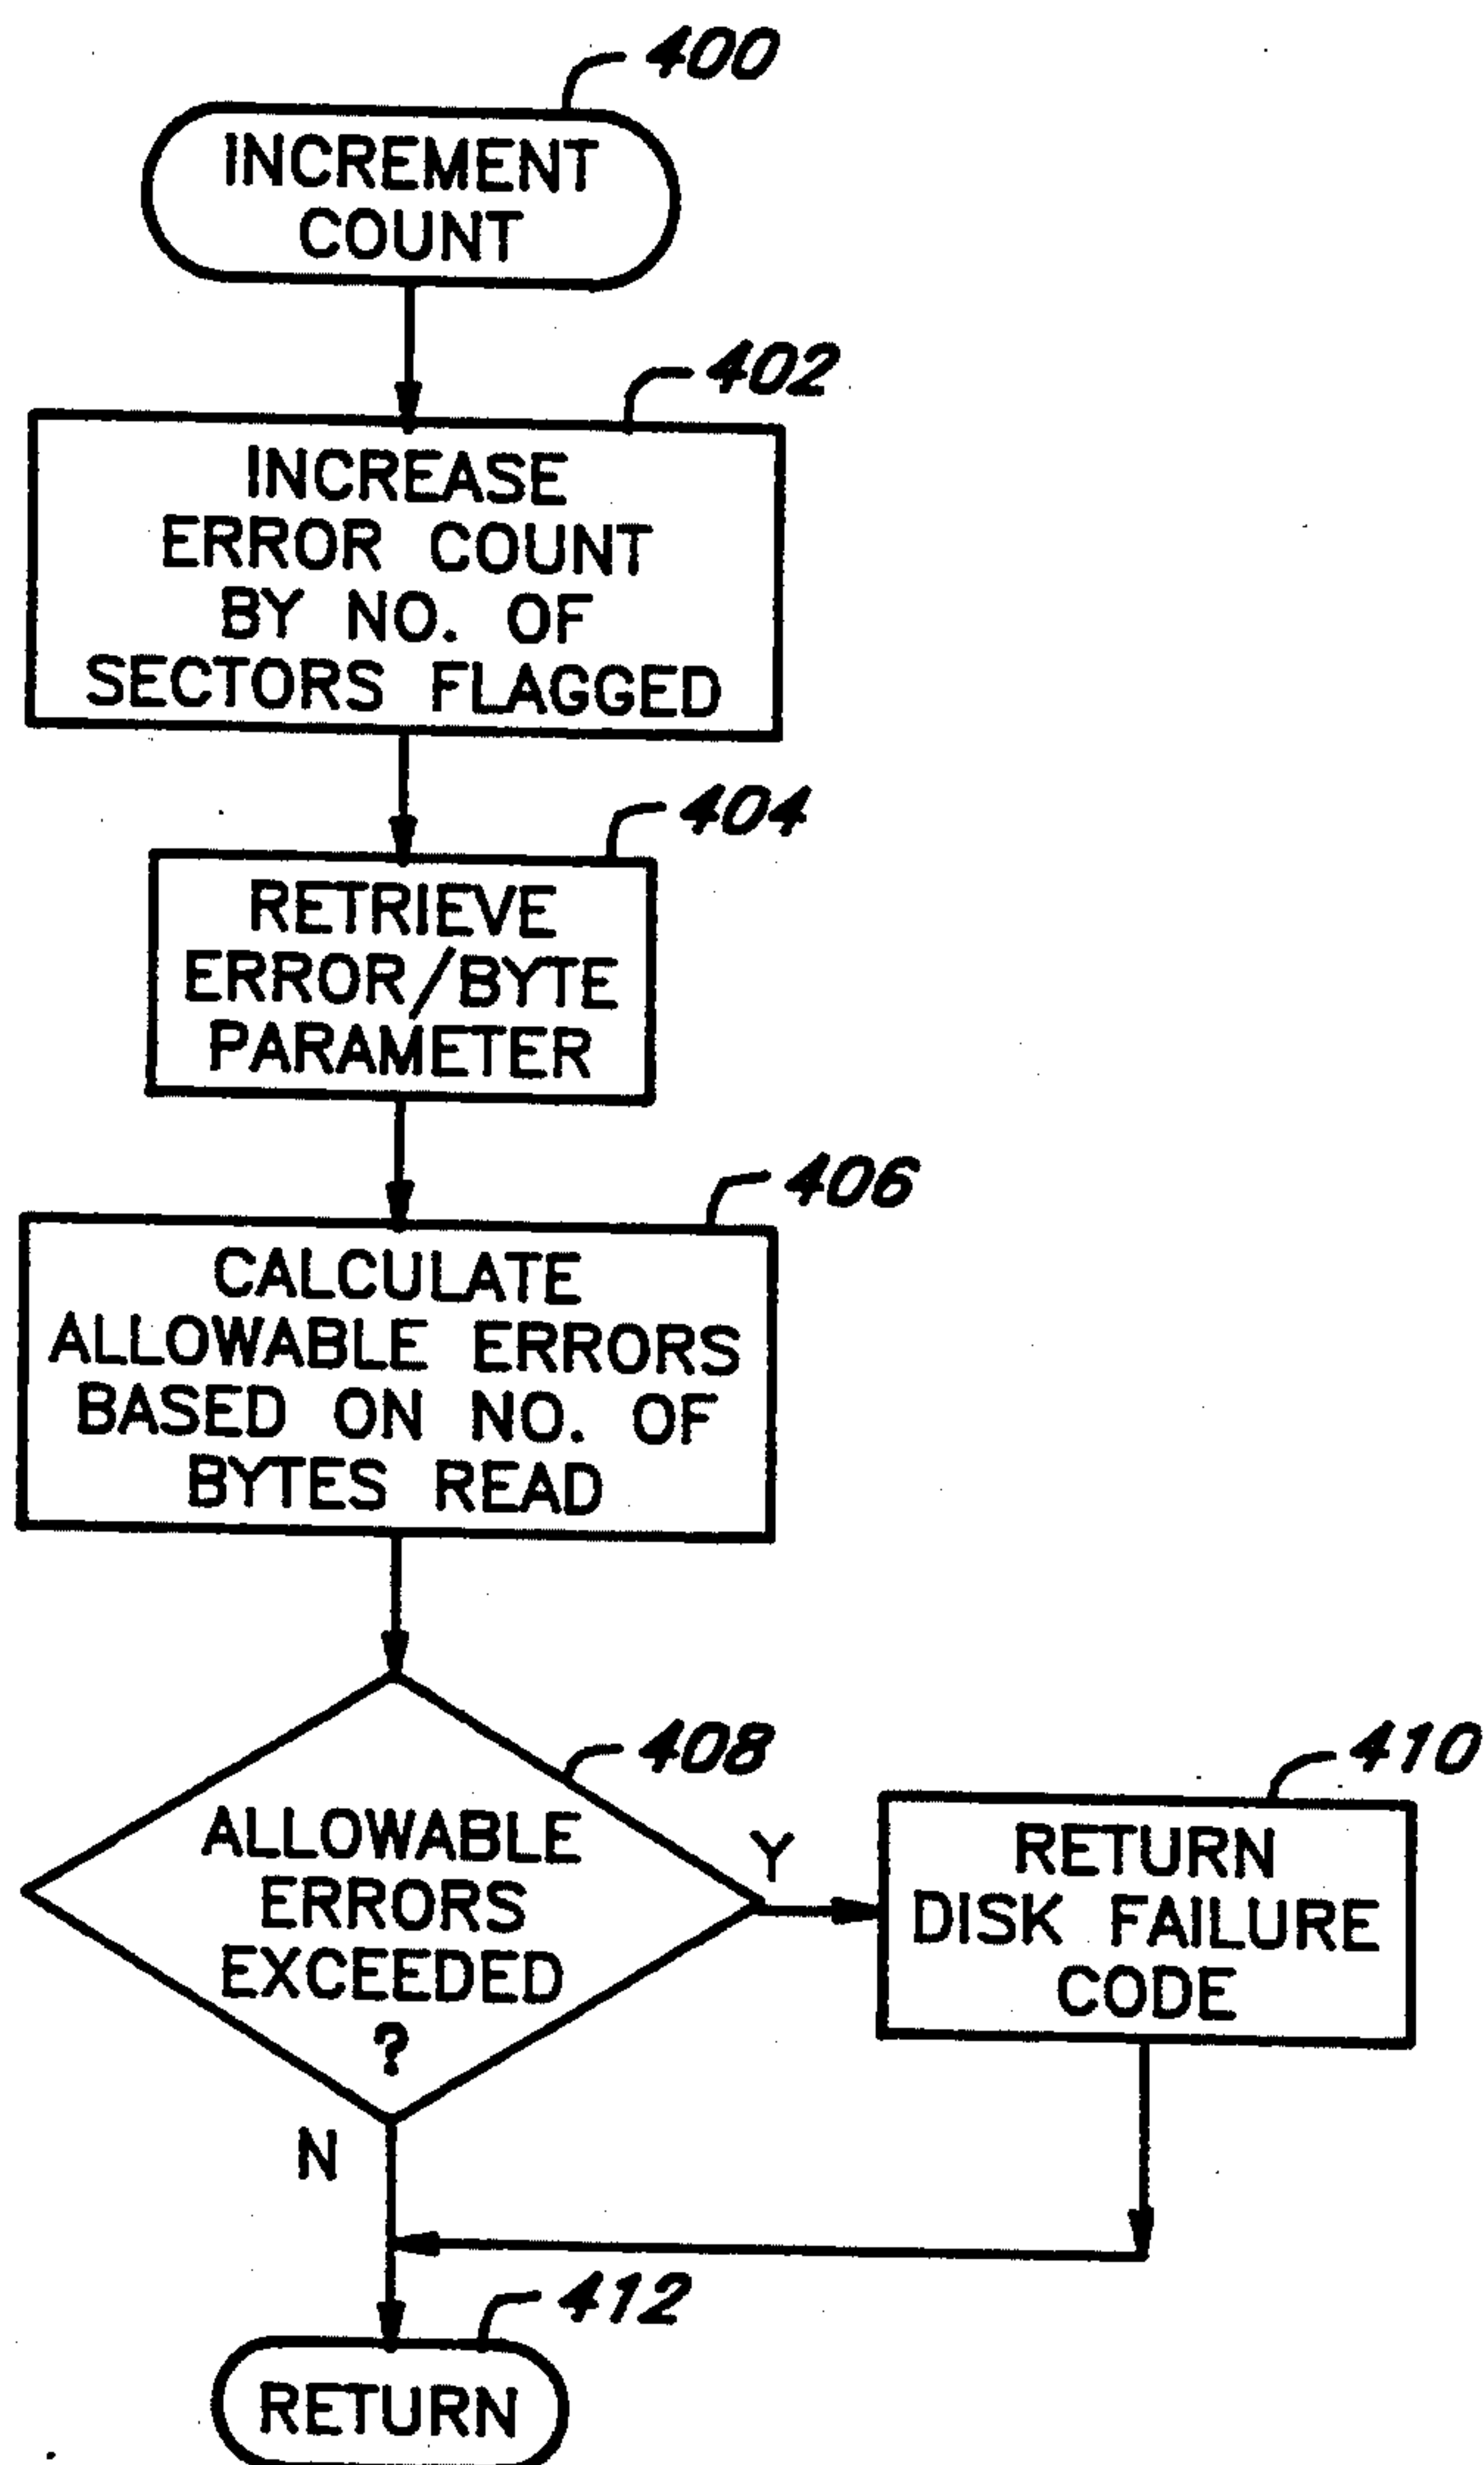 400
INCREMENT
COUNT
402
INCREASE
ERROR COUNT
BY NO. OF
SECTORS FLAGGED
404
RETRIEVE
ERROR/BYTE
PARAMETER
406
CALCULATE
ALLOWABLE ERRORS
BASED ON NO. OF
BYTES READ
408
ALLOWABLE
ERRORS
EXCEEDED
?
Y
N
410
RETURN
DISK FAILURE
CODE
412
RETURN